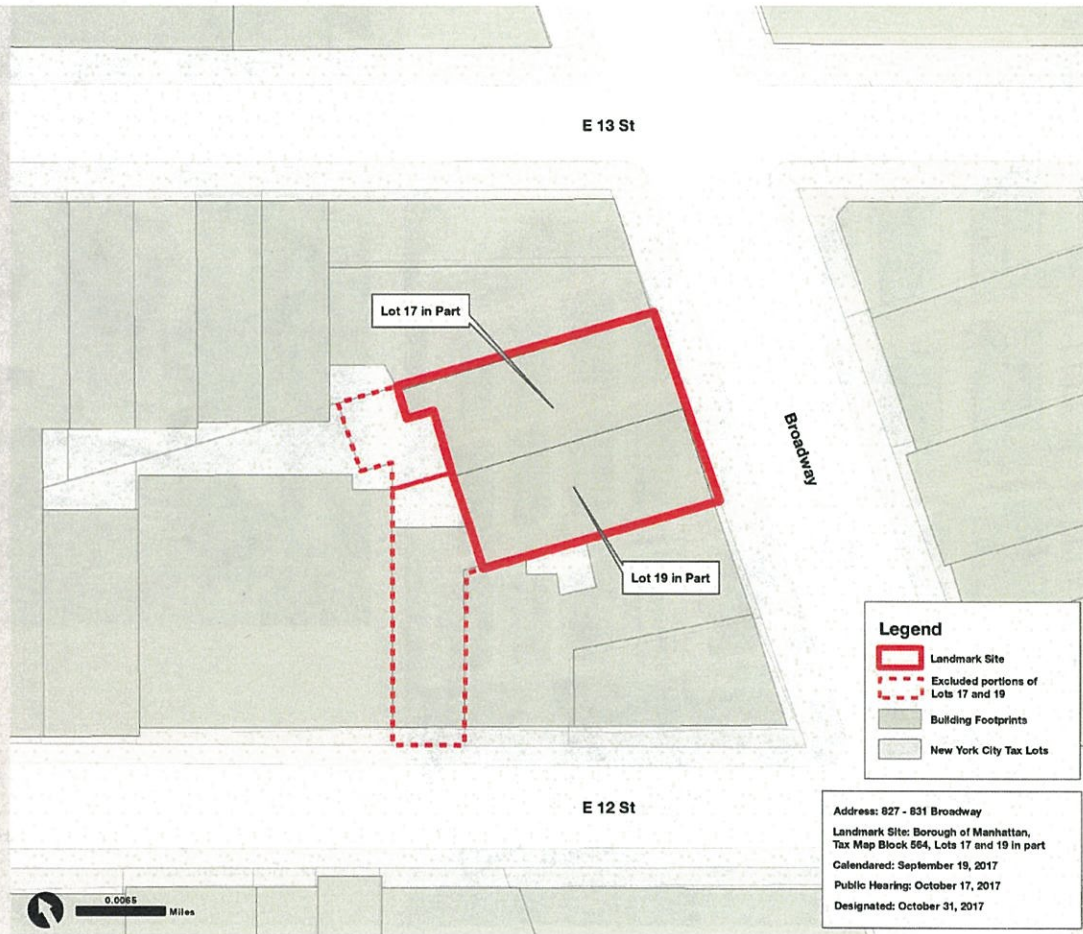 E 13 St
Lot 17 in Part
Broadway
Lot 19 in Part
Legend
Landmark Site
Excluded portions of
Lots 17 and 19
Building Footprints
New York City Tax Lots
E 12 St
Address: 827 - 831 Broadway
Landmark Site: Borough of Manhattan,
Tax Map Block 564, Lots 17 and 19 in part
Calendared: September 19, 2017
Public Hearing: October 17, 2017
Designated: October 31, 2017
0.0065
Miles